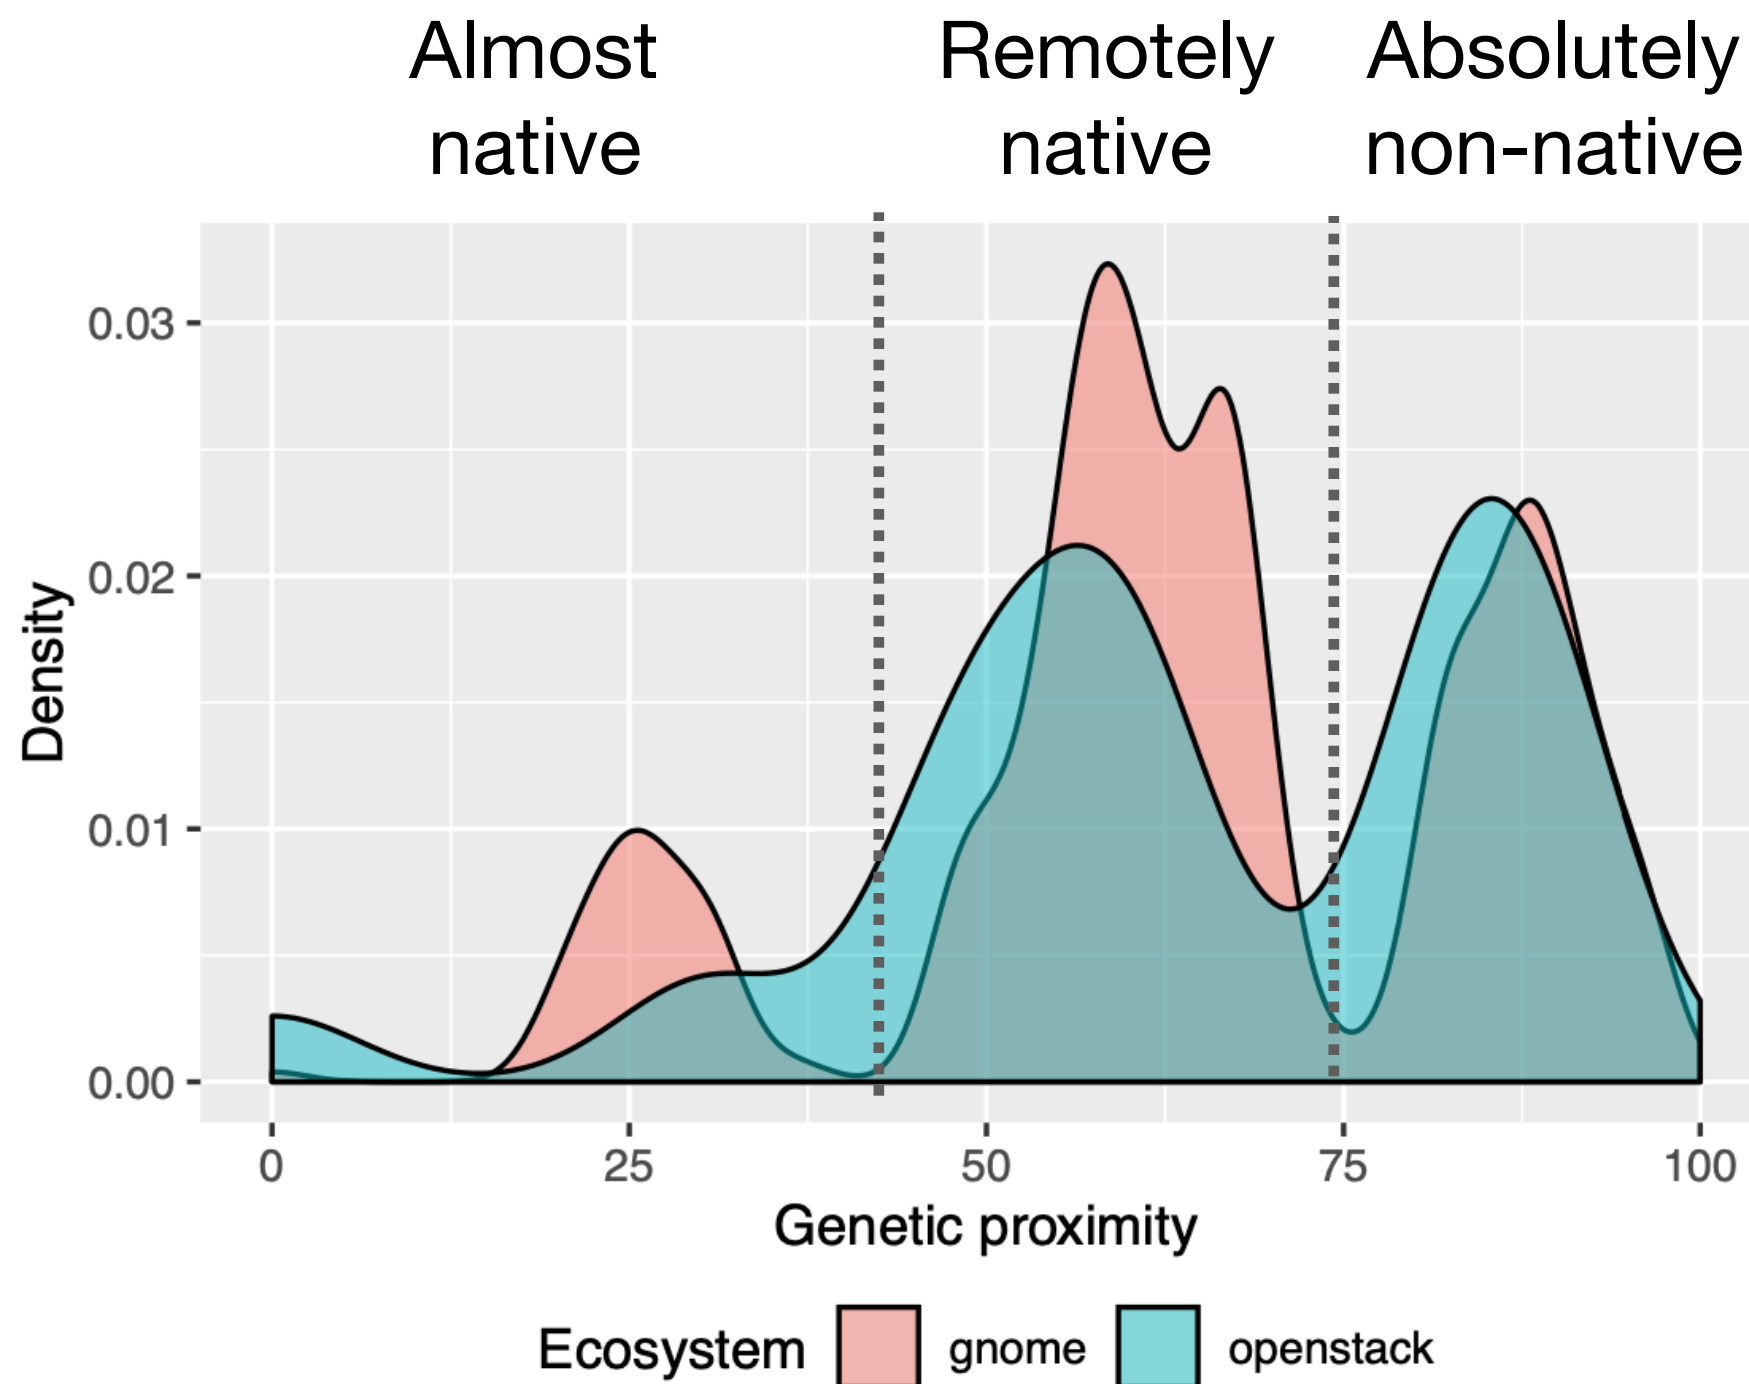 Almost
native
Remotely
native
Absolutely
non-native
0.03
0.02
0.01
0.00
Density
0 25 50 75 100
Genetic proximity
Ecosystem gnome openstack